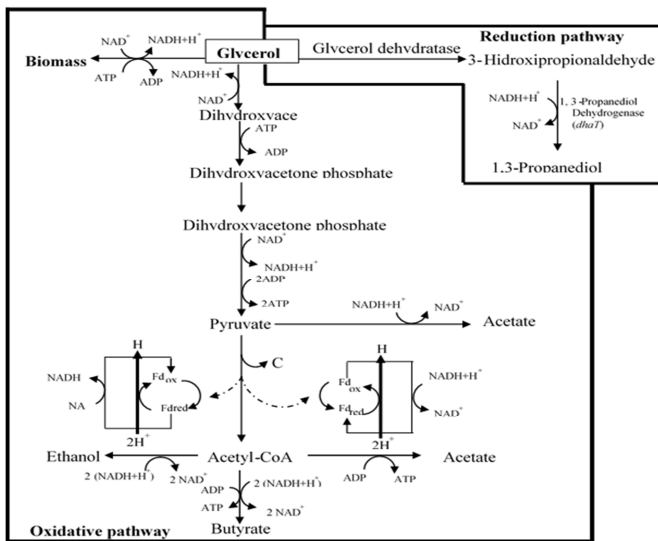 Reduction pathway
NAD+
NADH+H+
Glycerol
Glycerol dehydratase
3-Hidroxipropionaldehyde
Biomass
ATP
ADP
NADH+H+
NAD+
NADH+H+
NAD+
1, 3-Propanediol
Dehydrogenase
(dhaT)
Dihydroxyace
ATP
ADP
1,3-Propanediol
Dihydroxyacetone phosphate
Dihydroxyacetone phosphate
NAD+
NADH+H+
2ADP
2ATP
NADH+H+
NAD+
Pyruvate
Acetate
H
C
H
NADH
Fdox
Fdox
NADH+H+
NA
Fdred
Fdred
NAD+
2H+
2H+
Ethanol
Acetyl-CoA
Acetate
2 (NADH+H+)
2 NAD+
ADP
2 (NADH+H+)
ADP
ATP
ATP
2 NAD+
Oxidative pathway
Butyrate